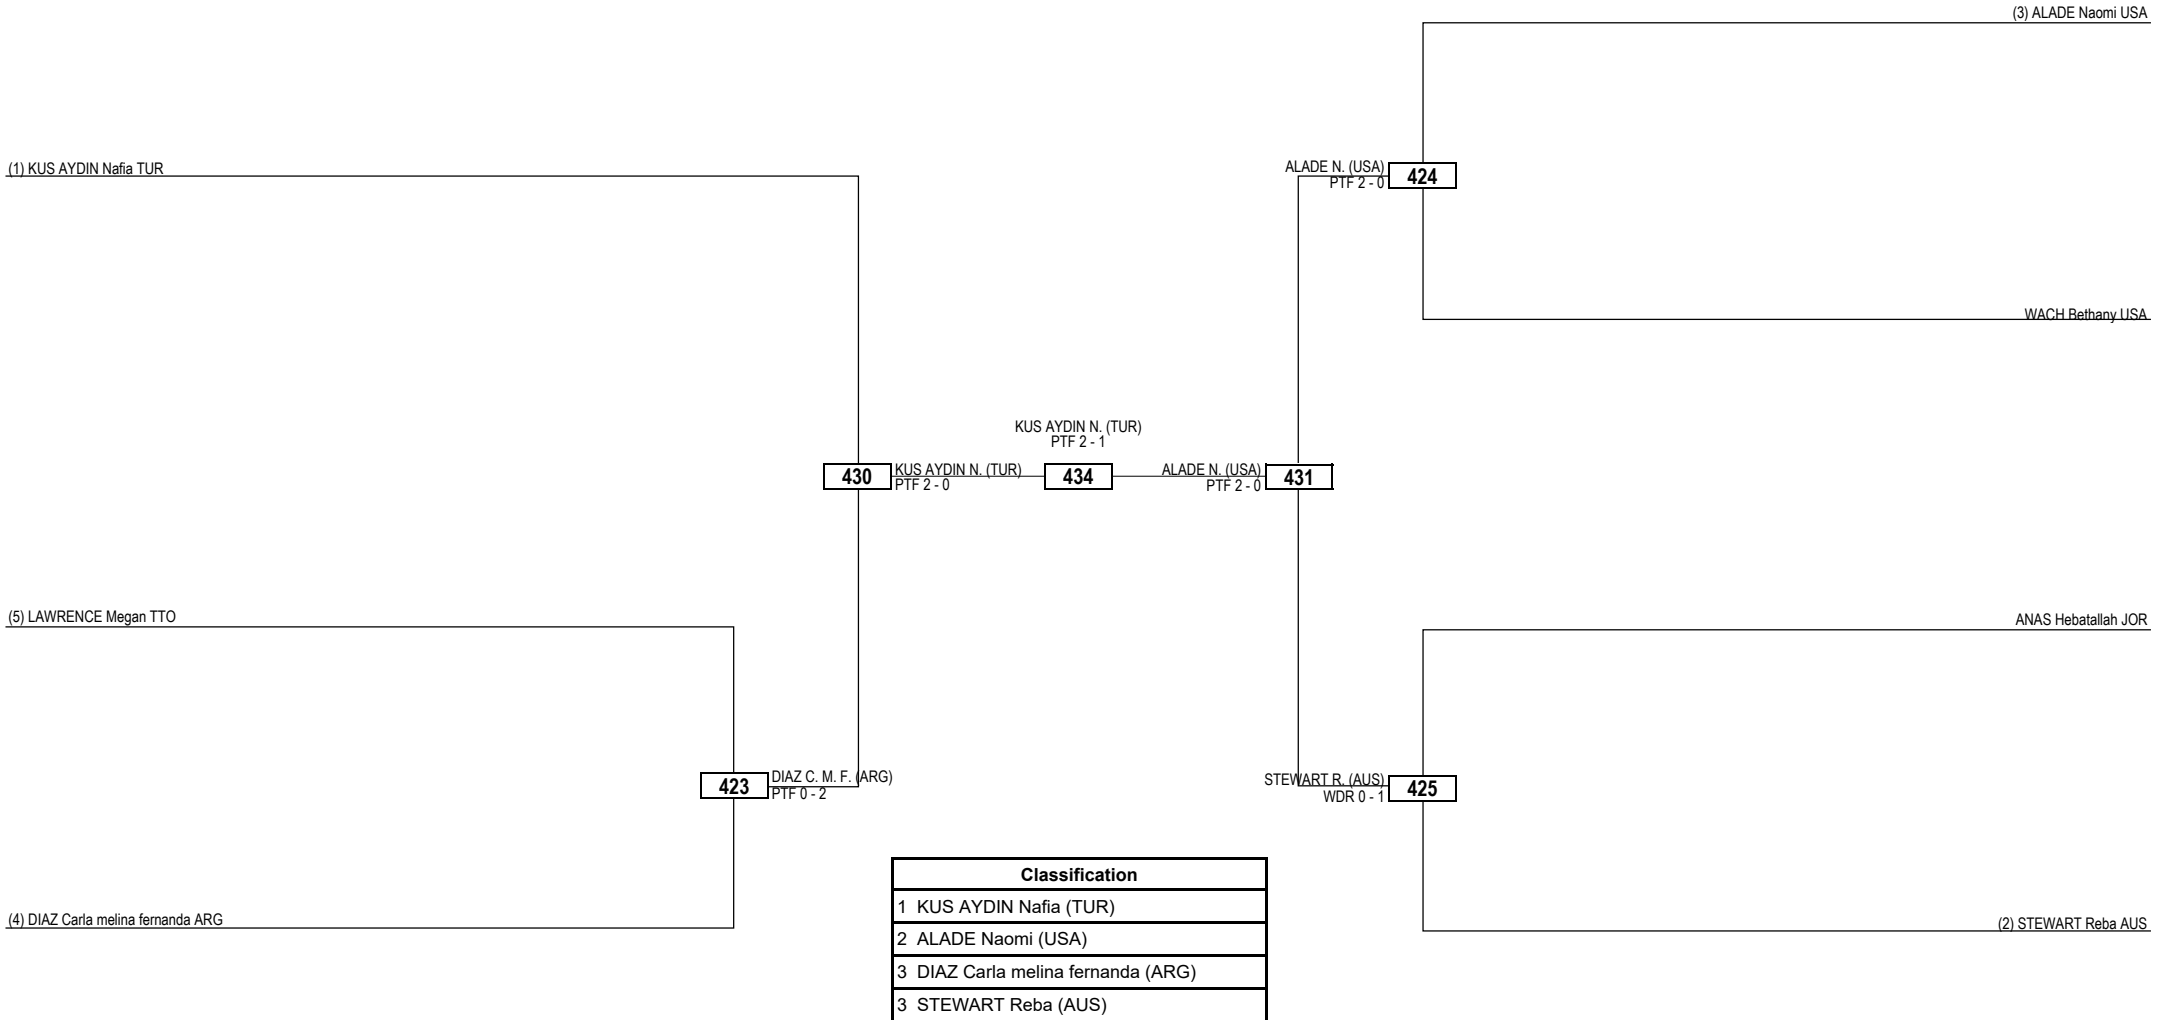 (3) ALADE Naomi USA
(1) KUS AYDIN Nafia TUR
ALADE N. (USA)
PTF 2 - 0
424
WACH Bethany USA
KUS AYDIN N. (TUR)
PTF 2 - 1
430
KUS AYDIN N. (TUR)
PTF 2 - 0
434
ALADE N. (USA)
PTF 2 - 0
431
(5) LAWRENCE Megan TTO
ANAS Hebatallah JOR
423
DIAZ C. M. F. (ARG)
PTF 0 - 2
STEWART R. (AUS)
WDR 0 - 1
425
(4) DIAZ Carla melina fernanda ARG
(2) STEWART Reba AUS
Classification
1 KUS AYDIN Nafia (TUR)
2 ALADE Naomi (USA)
3 DIAZ Carla melina fernanda (ARG)
3 STEWART Reba (AUS)